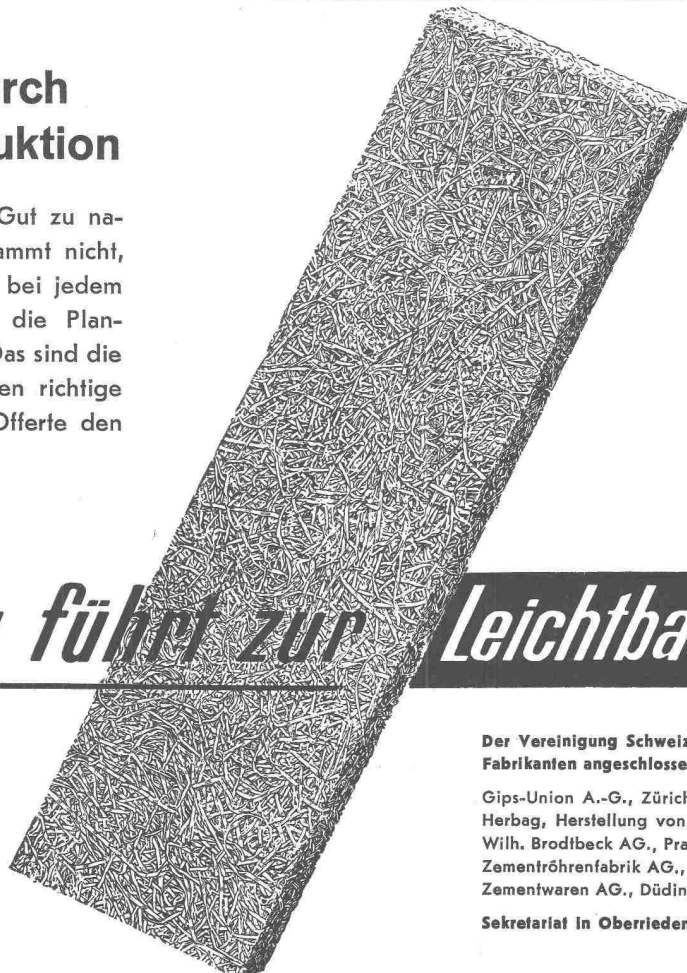 rch
uktion
Gut zu na-
ammt nicht,
bei jedem
die Plan-
Das sind die
en richtige
Offerte den
führt zur Leichtba
Der Vereinigung Schweiz
Fabrikanten angeschlosse
Gips-Union A.-G., Zürich
Herbag, Herstellung von
Wilh. Brodtbeck AG., Pra
Zementröhrenfabrik AG.,
Zementwaren AG., Düdin
Sekretariat in Oberrieden